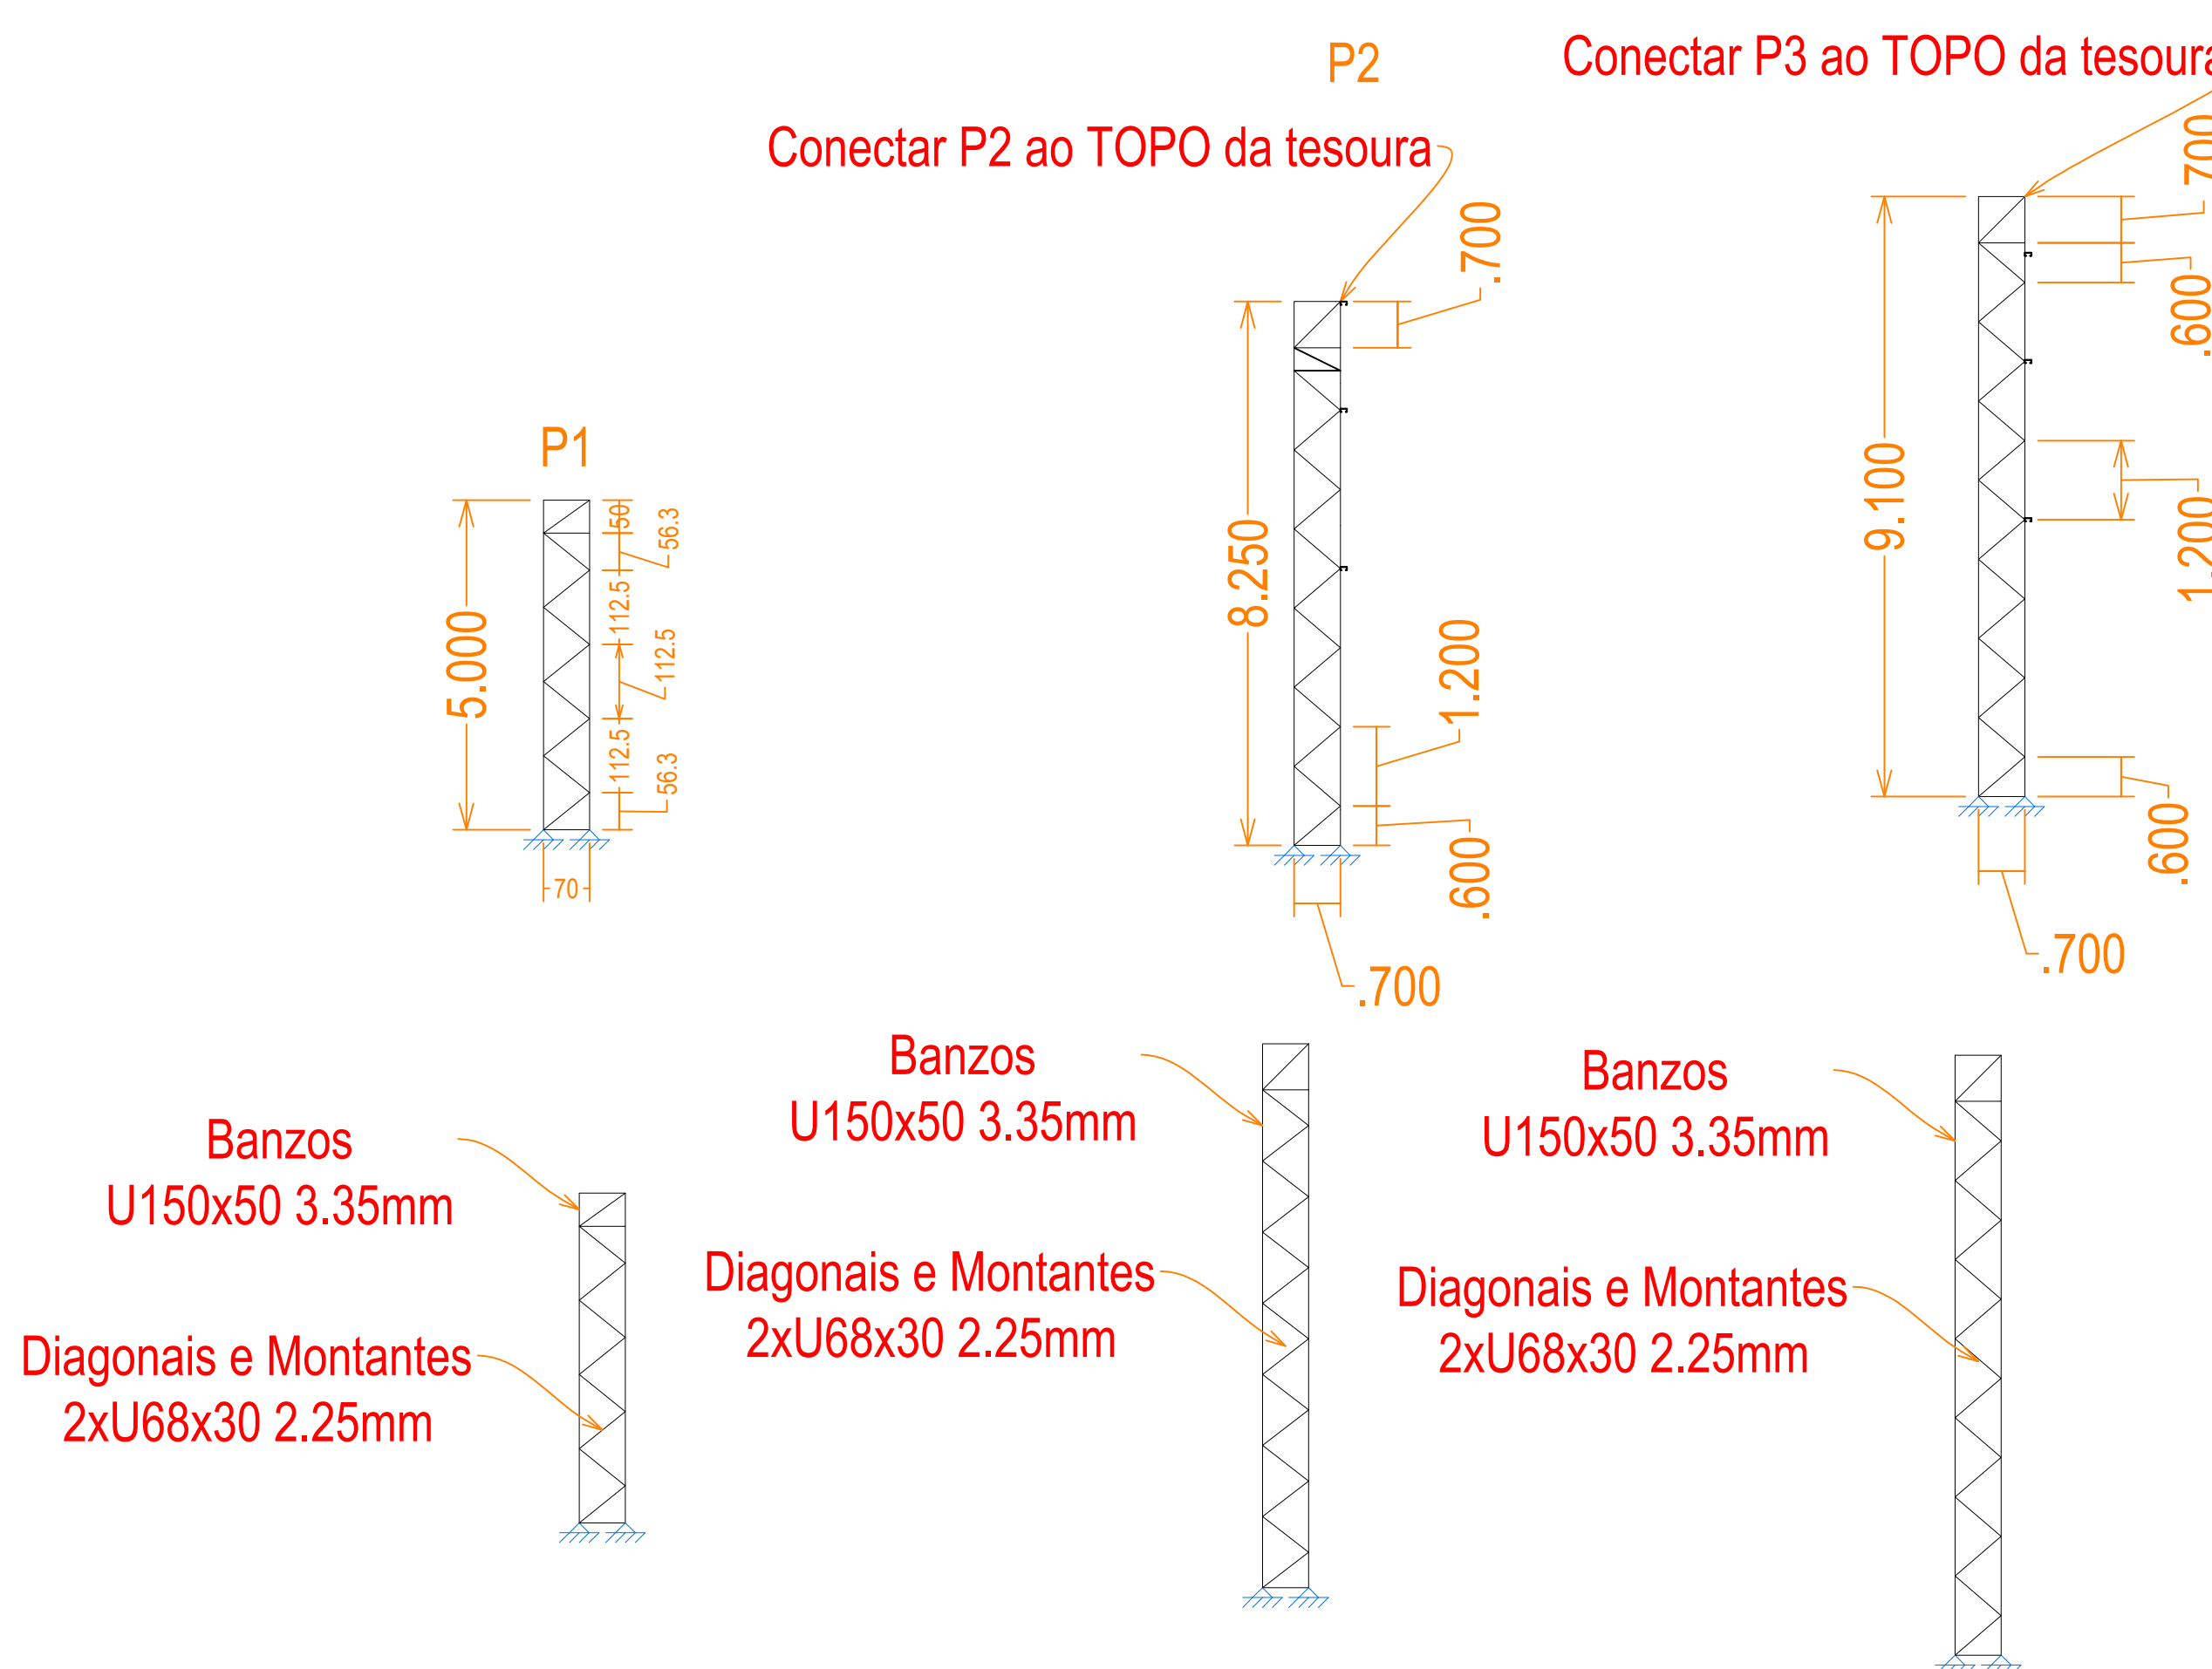 P2
Conectar P3 ao TOPO da tesoura
Conectar P2 ao TOPO da tesoura
P1
5.000
50
56.3
112.5
112.5
112.5
56.3
70
8.250
.700
1.200
.600
.700
9.100
.700
.600
1.200
.600
.700
Banzos
U150x50 3.35mm
Diagonais e Montantes
2xU68x30 2.25mm
Banzos
U150x50 3.35mm
Diagonais e Montantes
2xU68x30 2.25mm
Banzos
U150x50 3.35mm
Diagonais e Montantes
2xU68x30 2.25mm